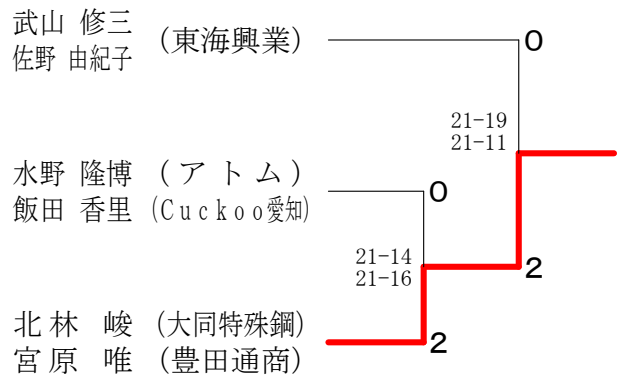 武山 修三
佐野 由紀子
(東海興業)
0
21-19
21-11
水野 隆博 (アトム)
飯田 香里 (Cuckoo愛知)
0
21-14
21-16
2
北林 峻 (大同特殊鋼)
宮原 唯 (豊田通商)
2